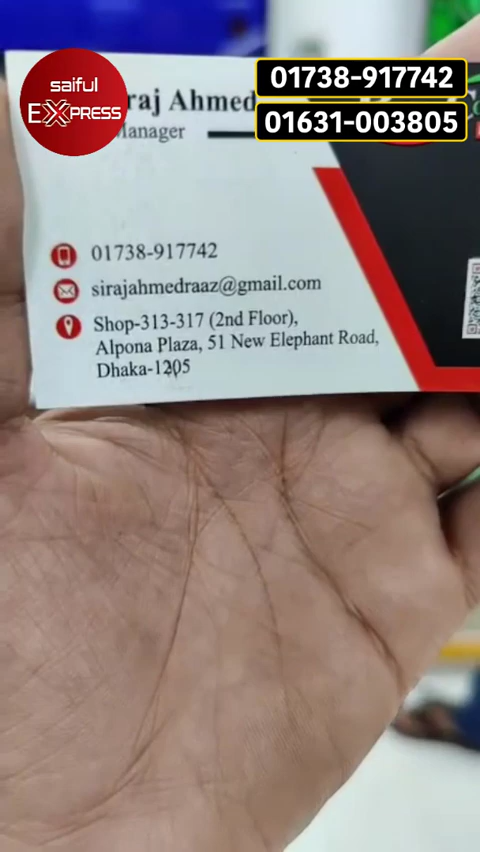 saiful
EXPRESS
01738-917742
01631-003805
raj Ahmed
Manager
01738-917742
sirajahmedraaz@gmail.com
Shop-313-317 (2nd Floor),
Alpona Plaza, 51 New Elephant Road,
Dhaka-1205